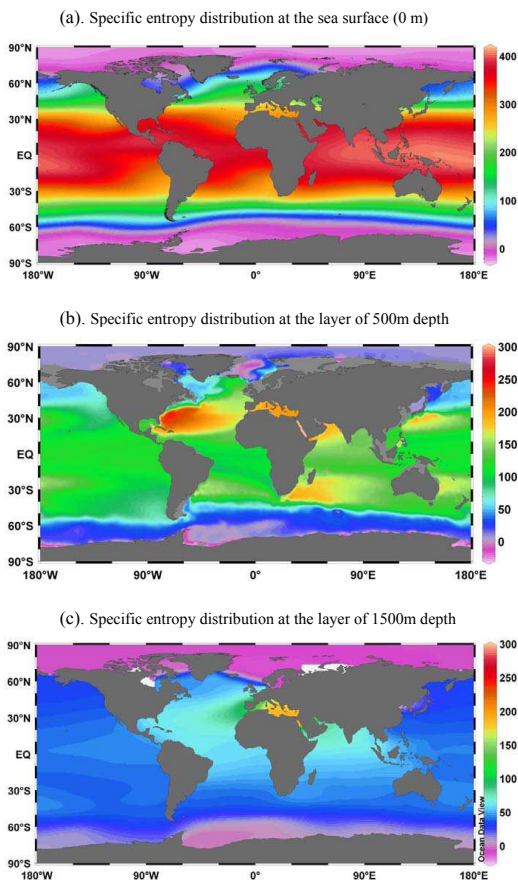 (a). Specific entropy distribution at the sea surface (0 m)
90°N
60°N
30°N
EQ
30°S
60°S
90°S
180°W 90°W 0° 90°E 180°E
400
300
200
100
0
(b). Specific entropy distribution at the layer of 500m depth
90°N
60°N
30°N
EQ
30°S
60°S
90°S
180°W 90°W 0° 90°E 180°E
300
250
200
150
100
50
0
(c). Specific entropy distribution at the layer of 1500m depth
90°N
60°N
30°N
EQ
30°S
60°S
90°S
180°W 90°W 0° 90°E 180°E
Ocean Data View
300
250
200
150
100
50
0